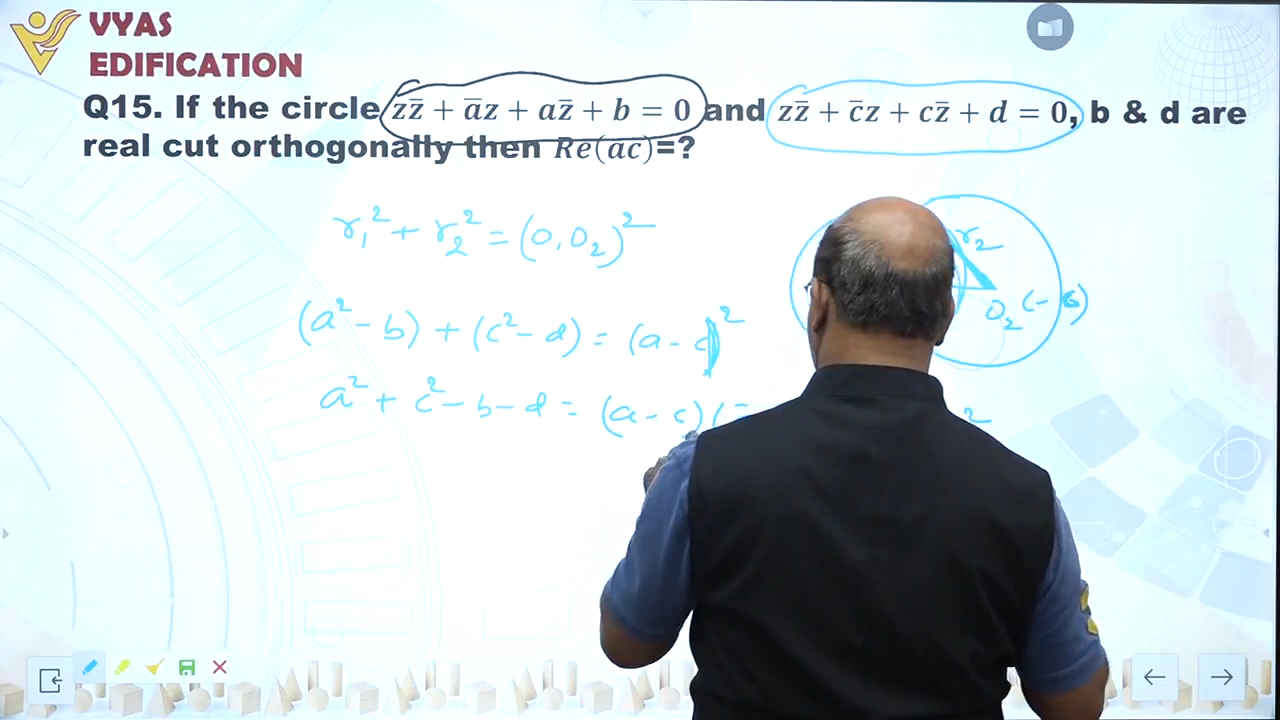 VYAS
EDIFICATION
Q15. If the circle zz̄ + āz + az̄ + b = 0 and zz̄ + c̄z + cz̄ + d = 0, b & d are
real cut orthogonally then Re(ac)=?
r₁² + r₂² = (O₁O₂)²
r₂
O₂(-c)
(a² - b) + (c² - d) = (a - c)²
a² + c² - b - d = (a - c)(
2